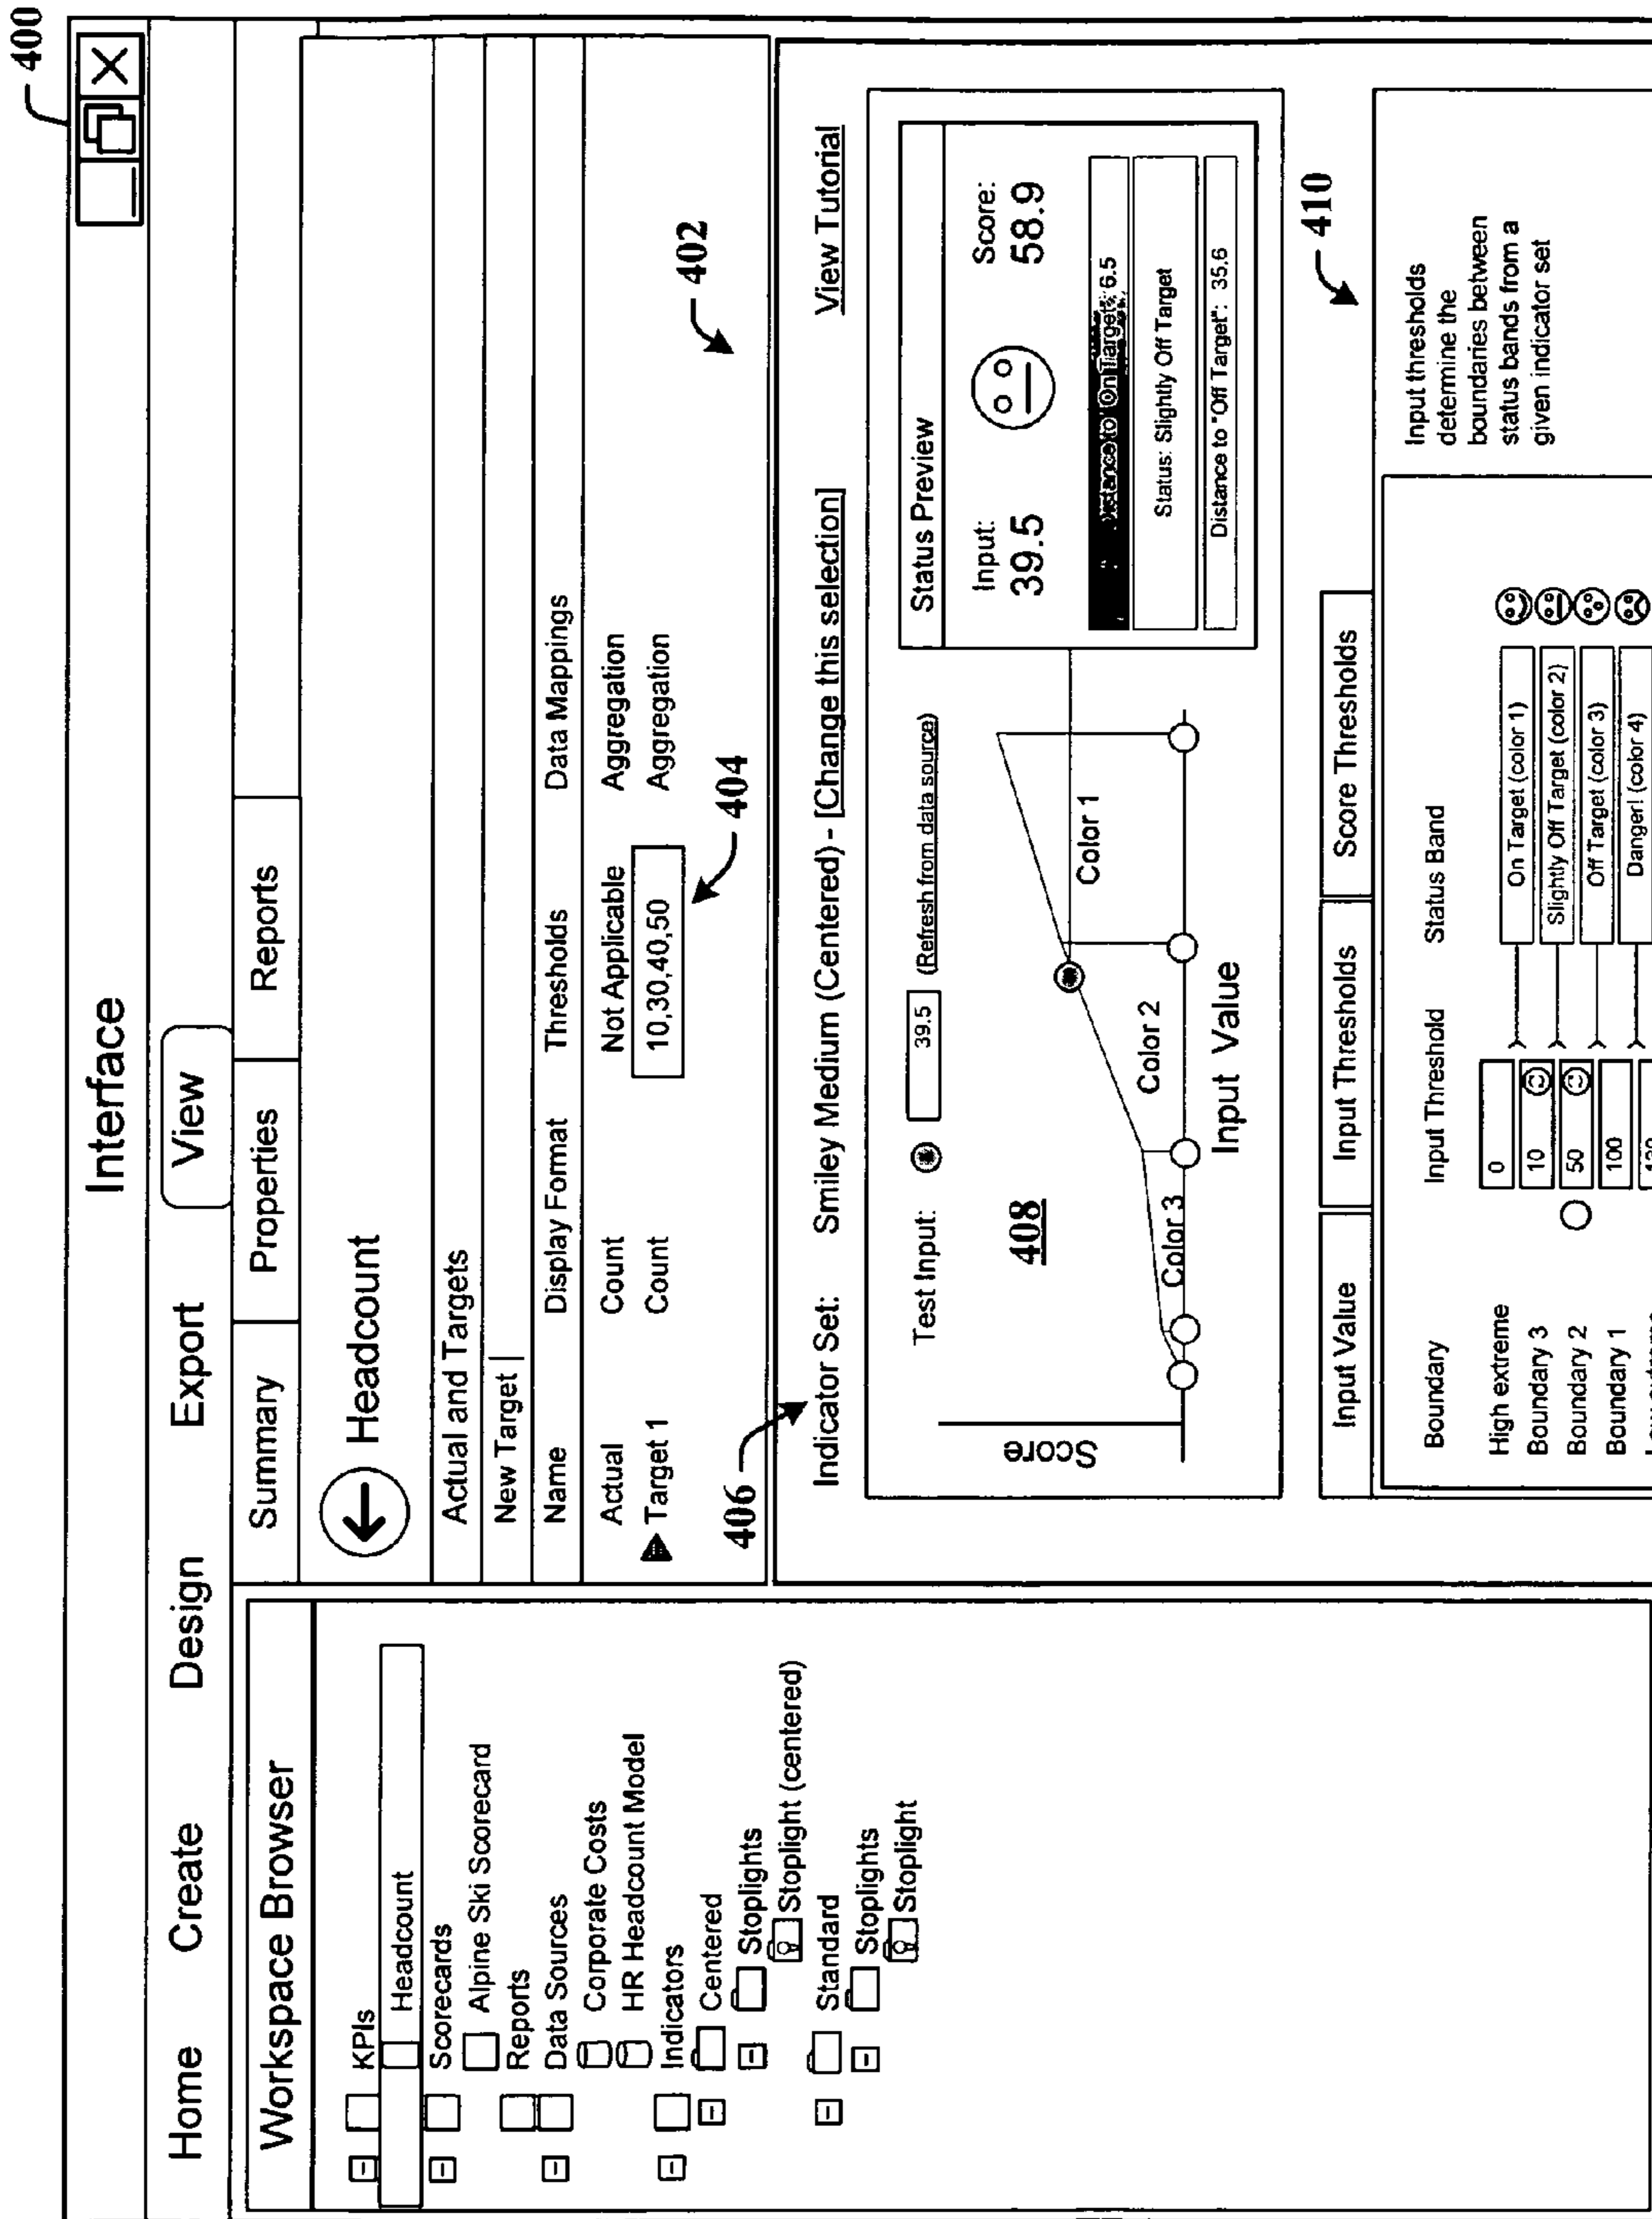 400
Interface
Home Create Design Export View
Workspace Browser
KPIs
Headcount
Scorecards
Alpine Ski Scorecard
Reports
Data Sources
Corporate Costs
HR Headcount Model
Indicators
Centered
Stoplights
Stoplight (centered)
Standard
Stoplights
Stoplight
Summary Properties Reports
Headcount
Actual and Targets
New Target
Name Display Format Thresholds Data Mappings
Actual Count Not Applicable Aggregation
Target 1 Count 10,30,40,50 Aggregation
404
402
406
Indicator Set: Smiley Medium (Centered) - [Change this selection] View Tutorial
Test Input: 39.5 (Refresh from data source)
408
Score
Color 3
Color 2
Color 1
Input Value
Status Preview
Input: Score:
39.5 58.9
Distance to "On Target": 6.5
Status: Slightly Off Target
Distance to "Off Target": 35.6
410
Input Value Input Thresholds Score Thresholds
Boundary Input Threshold Status Band
High extreme 0 On Target (color 1)
Boundary 3 10 Slightly Off Target (color 2)
Boundary 2 50 Off Target (color 3)
Boundary 1 100 Danger! (color 4)
Input thresholds
determine the
boundaries between
status bands from a
given indicator set